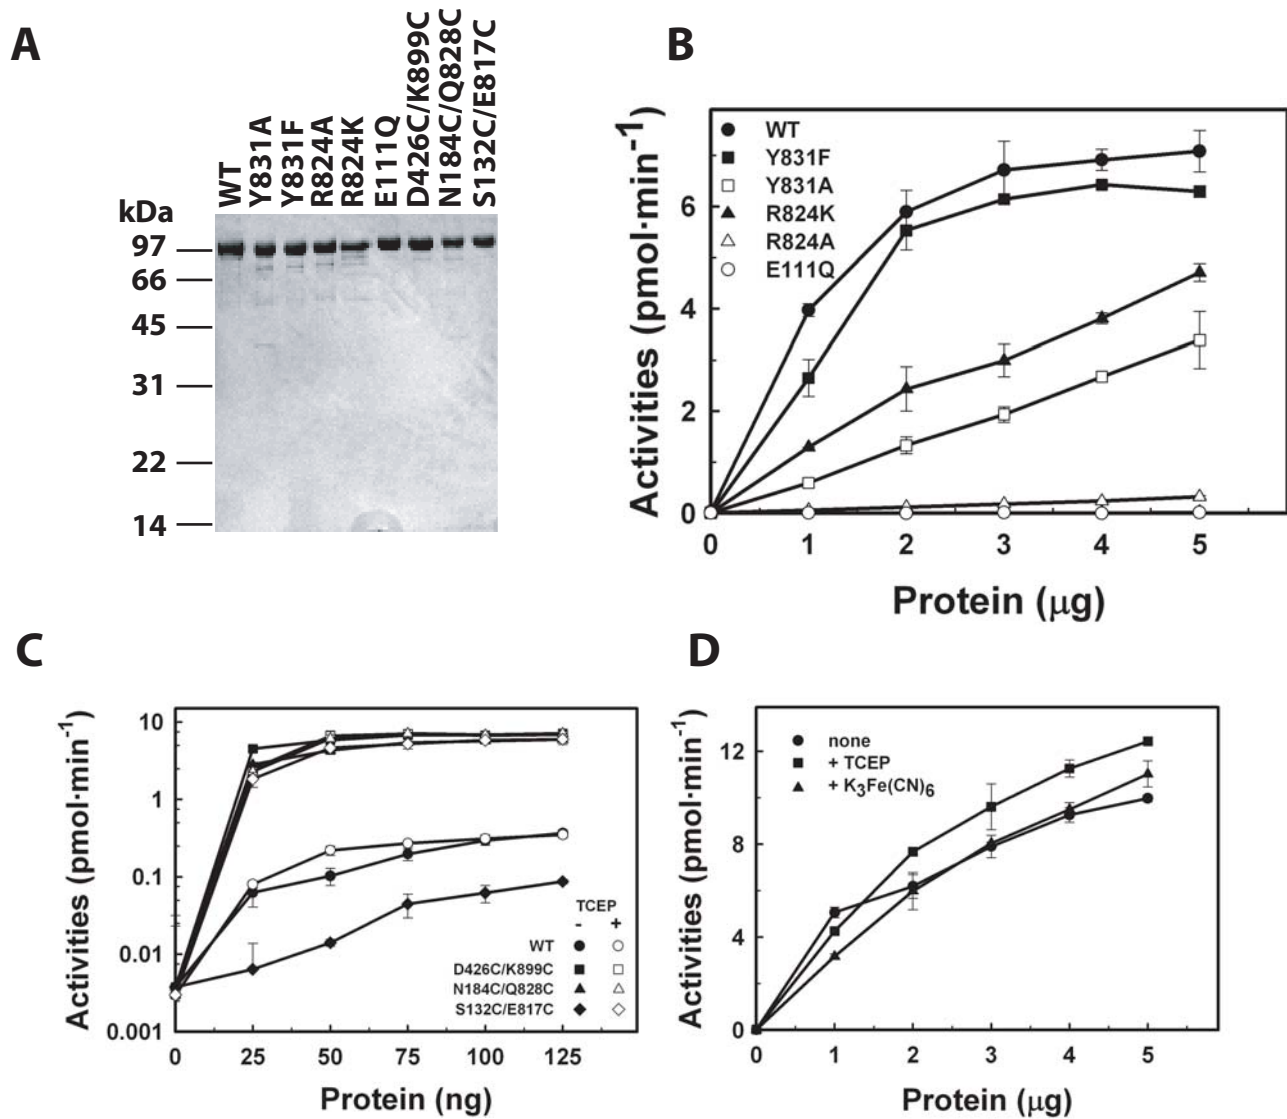 A
WT
Y831A
Y831F
R824A
R824K
E111Q
D426C/K899C
N184C/Q828C
S132C/E817C
kDa
97
66
45
31
22
14
B
Activities (pmol·min⁻¹)
6
4
2
0
WT
Y831F
Y831A
R824K
R824A
E111Q
0 1 2 3 4 5
Protein (μg)
C
Activities (pmol·min⁻¹)
10
1
0.1
0.01
0.001
TCEP
- +
WT
D426C/K899C
N184C/Q828C
S132C/E817C
0 25 50 75 100 125
Protein (ng)
D
Activities (pmol·min⁻¹)
12
8
4
0
none
+ TCEP
+ K₃Fe(CN)₆
0 1 2 3 4 5
Protein (μg)